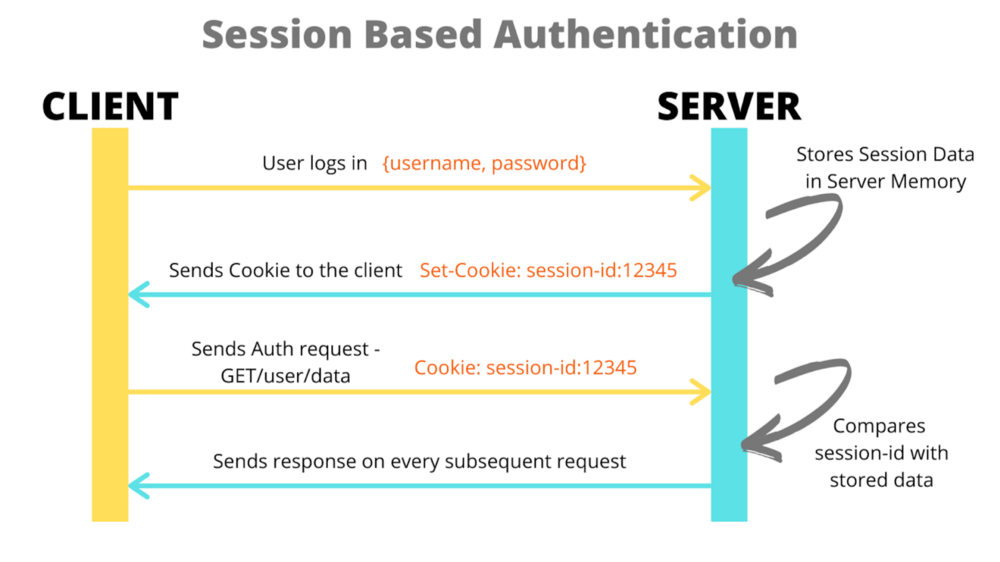 Session Based Authentication
CLIENT
SERVER
User logs in {username, password}
Stores Session Data
in Server Memory
Sends Cookie to the client Set-Cookie: session-id:12345
Sends Auth request -
GET/user/data
Cookie: session-id:12345
Compares
session-id with
stored data
Sends response on every subsequent request